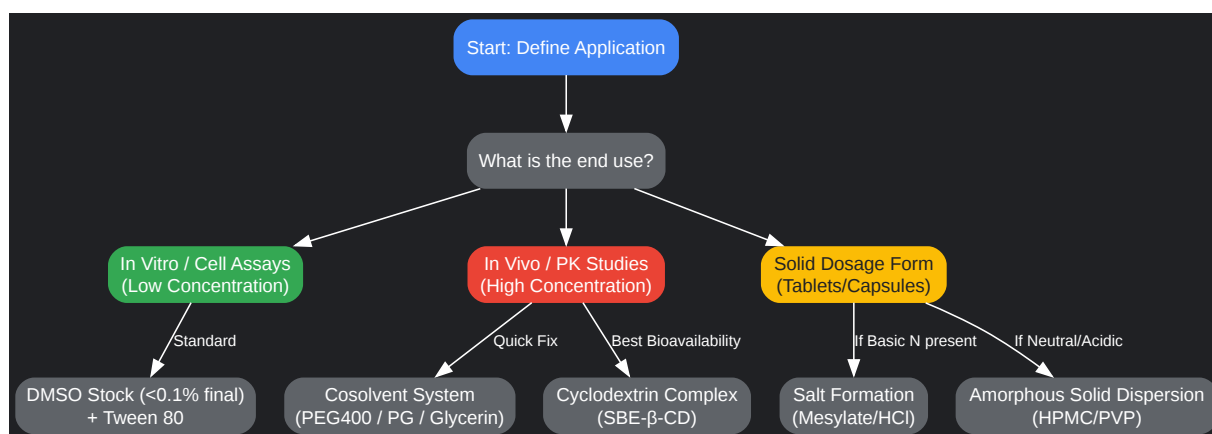 Start: Define Application
What is the end use?
In Vitro / Cell Assays
(Low Concentration)
In Vivo / PK Studies
(High Concentration)
Solid Dosage Form
(Tablets/Capsules)
Standard
Quick Fix
Best Bioavailability
If Basic N present
If Neutral/Acidic
DMSO Stock (<0.1% final)
+ Tween 80
Cosolvent System
(PEG400 / PG / Glycerin)
Cyclodextrin Complex
(SBE-β-CD)
Salt Formation
(Mesylate/HCl)
Amorphous Solid Dispersion
(HPMC/PVP)